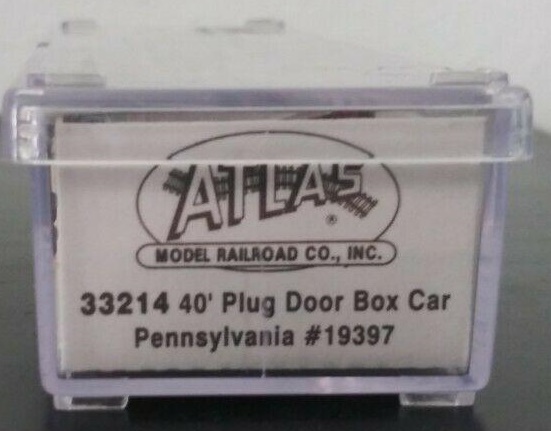 ATLAS ®
MODEL RAILROAD CO., INC.
33214 40' Plug Door Box Car
Pennsylvania #19397